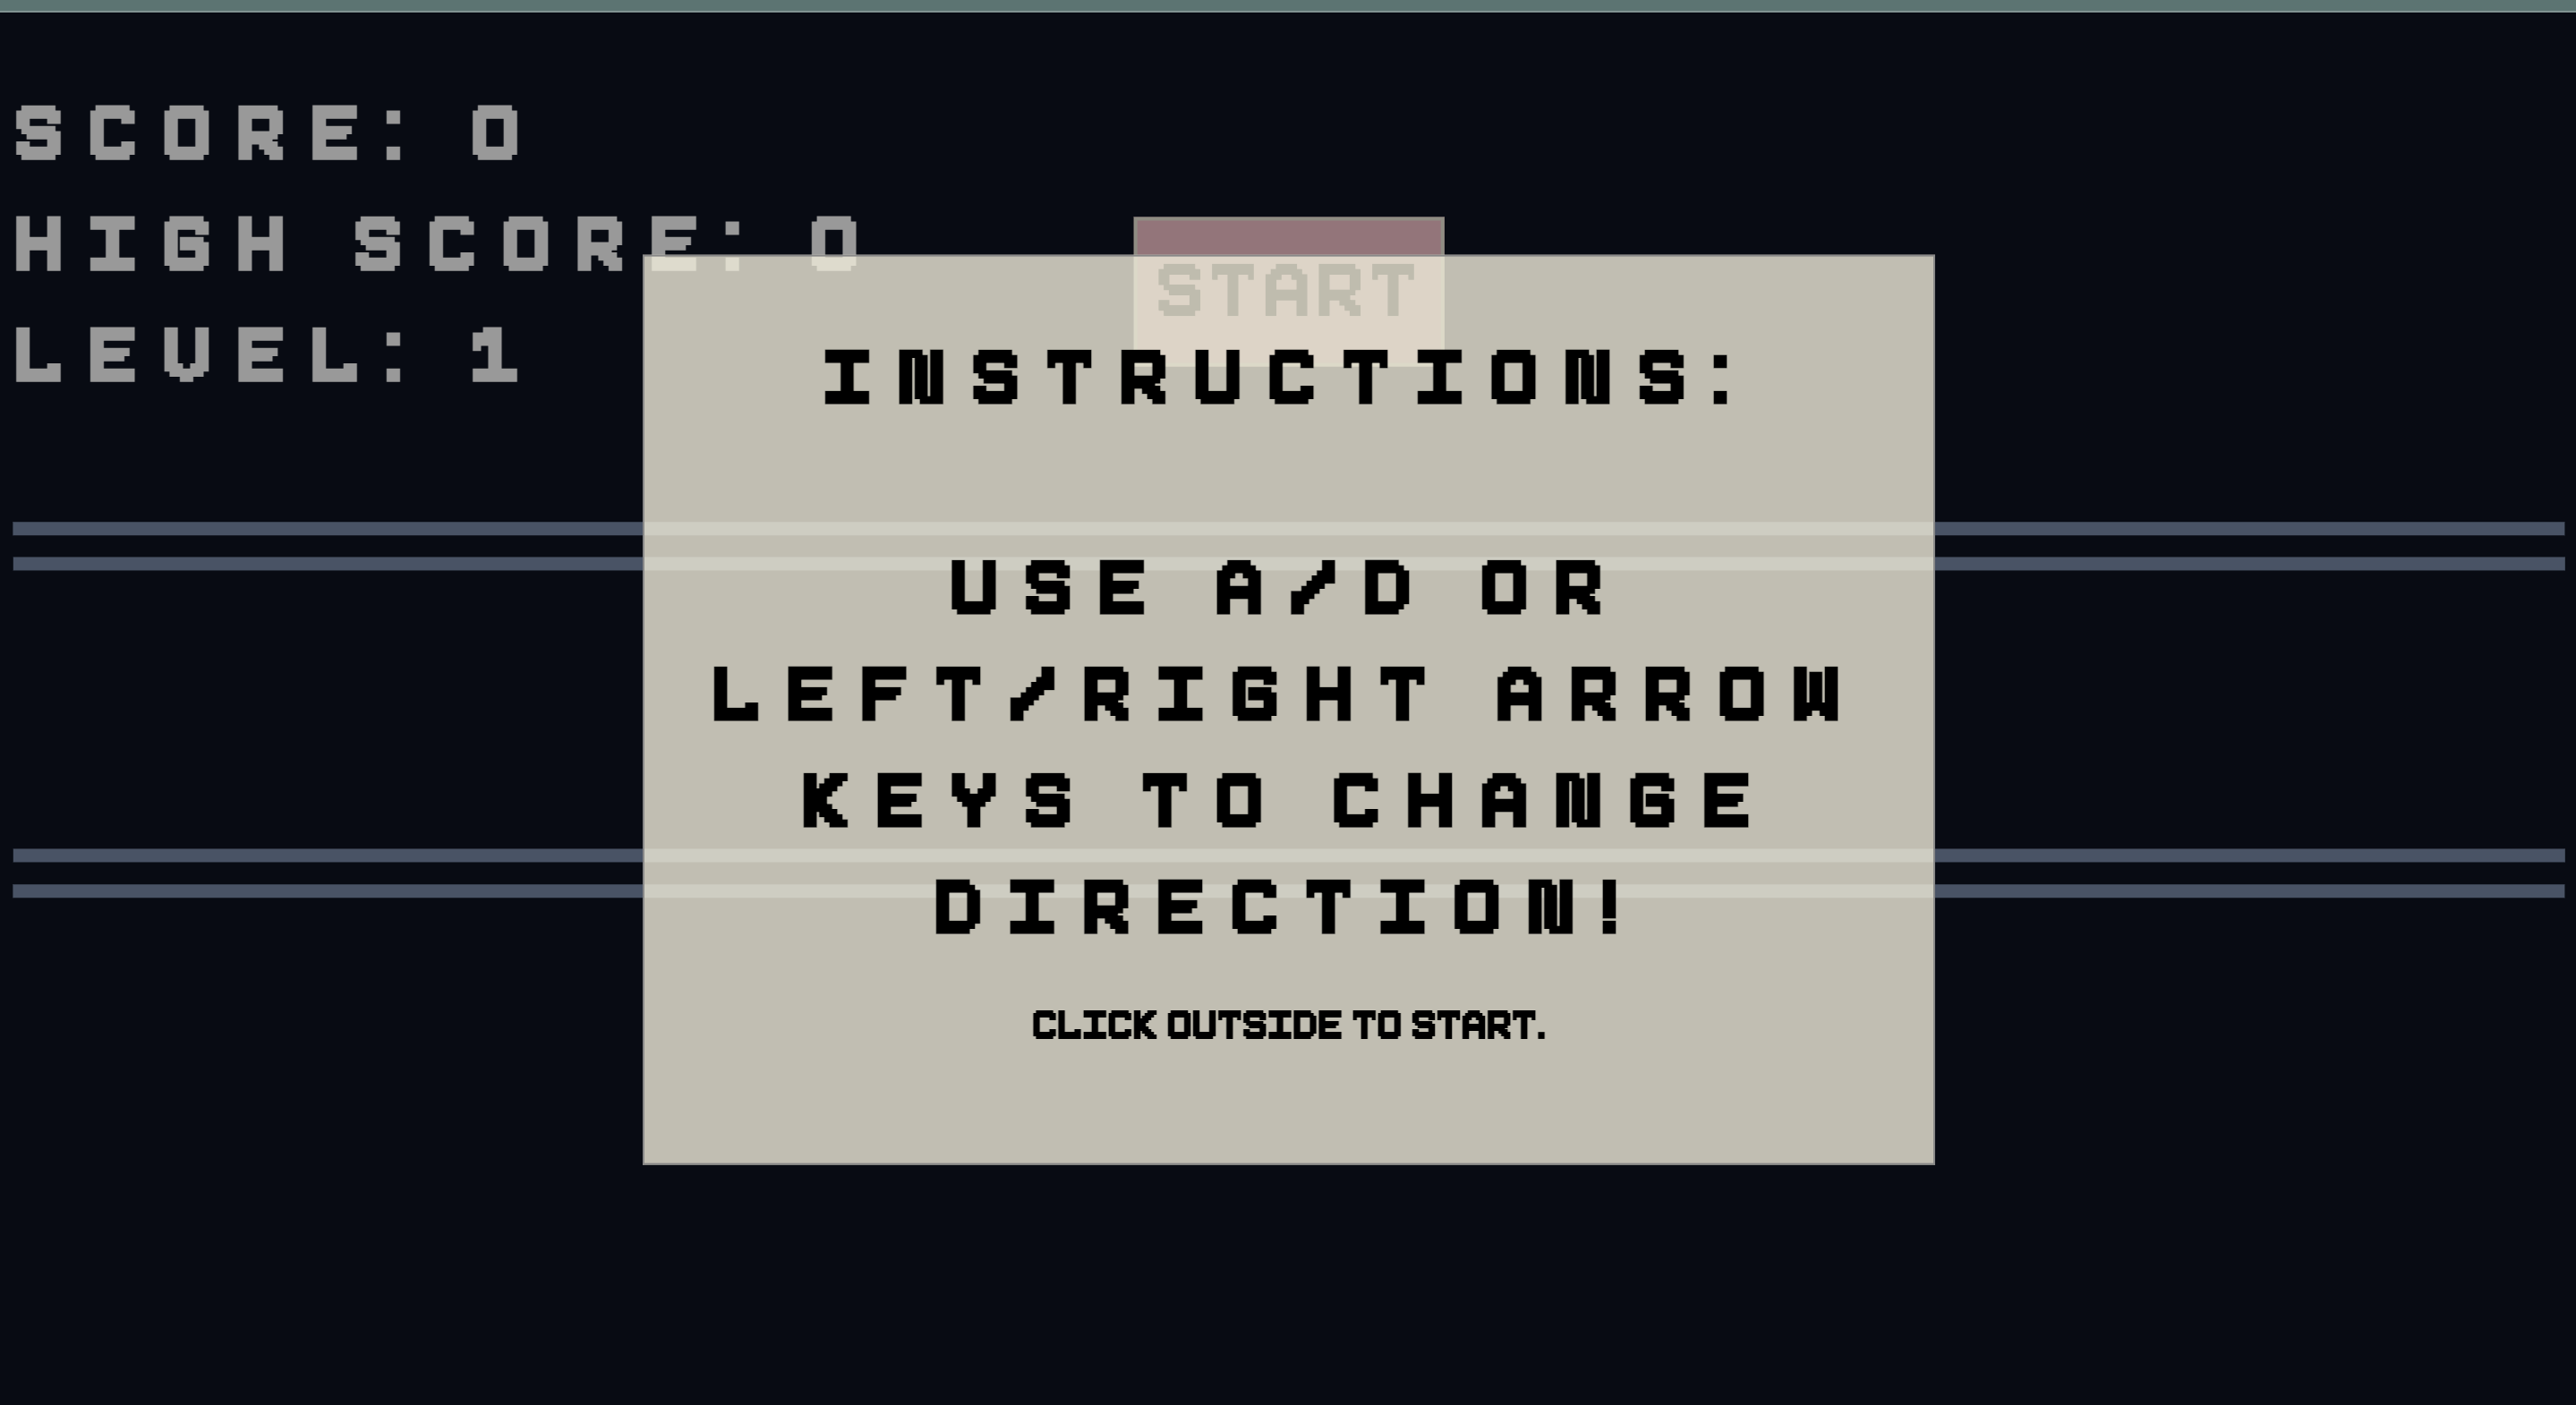 SCORE: 0
HIGH SCORE: 0
LEVEL: 1
START
INSTRUCTIONS:
USE A/D OR
LEFT/RIGHT ARROW
KEYS TO CHANGE
DIRECTION!
CLICK OUTSIDE TO START.